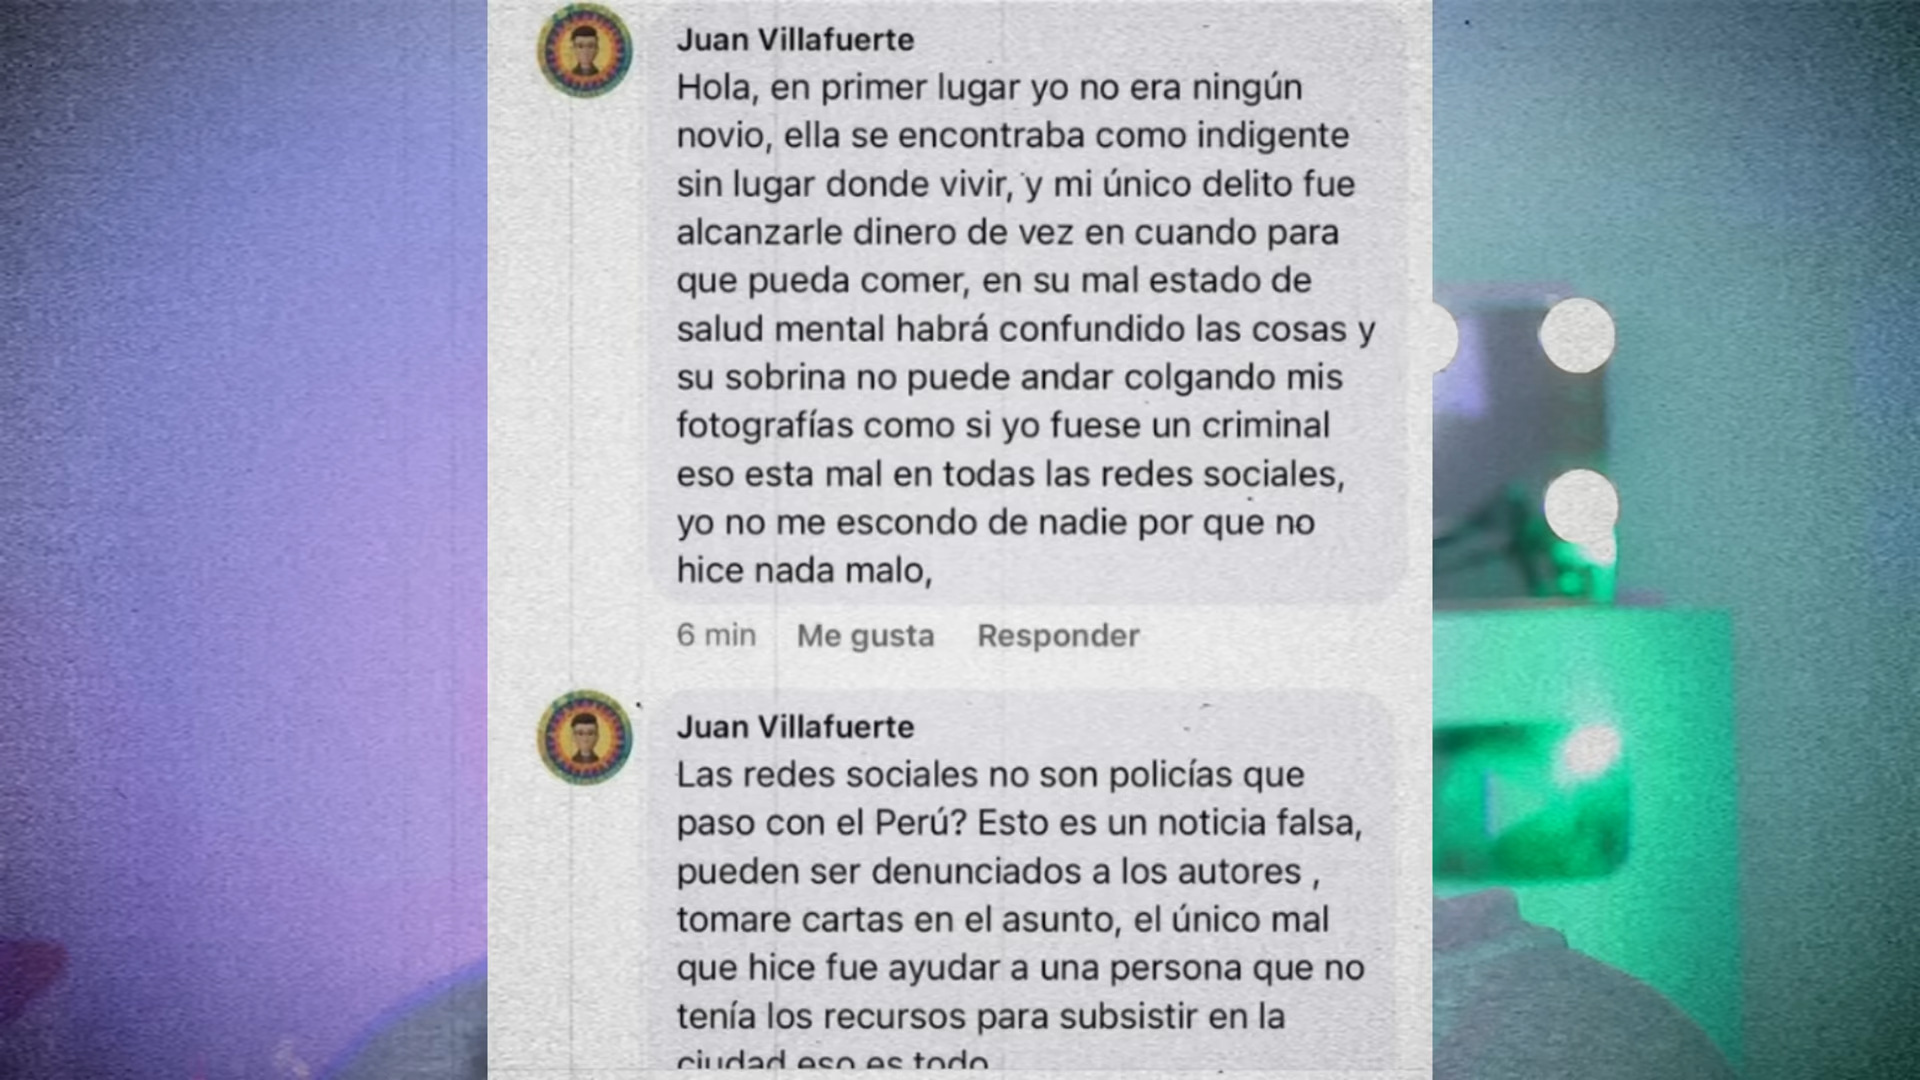 Juan Villafuerte
Hola, en primer lugar yo no era ningún
novio, ella se encontraba como indigente
sin lugar donde vivir, y mi único delito fue
alcanzarle dinero de vez en cuando para
que pueda comer, en su mal estado de
salud mental habrá confundido las cosas y
su sobrina no puede andar colgando mis
fotografías como si yo fuese un criminal
eso esta mal en todas las redes sociales,
yo no me escondo de nadie por que no
hice nada malo,
6 min Me gusta Responder
Juan Villafuerte
Las redes sociales no son policías que
paso con el Perú? Esto es un noticia falsa,
pueden ser denunciados a los autores ,
tomare cartas en el asunto, el único mal
que hice fue ayudar a una persona que no
tenía los recursos para subsistir en la
ciudad eso es todo